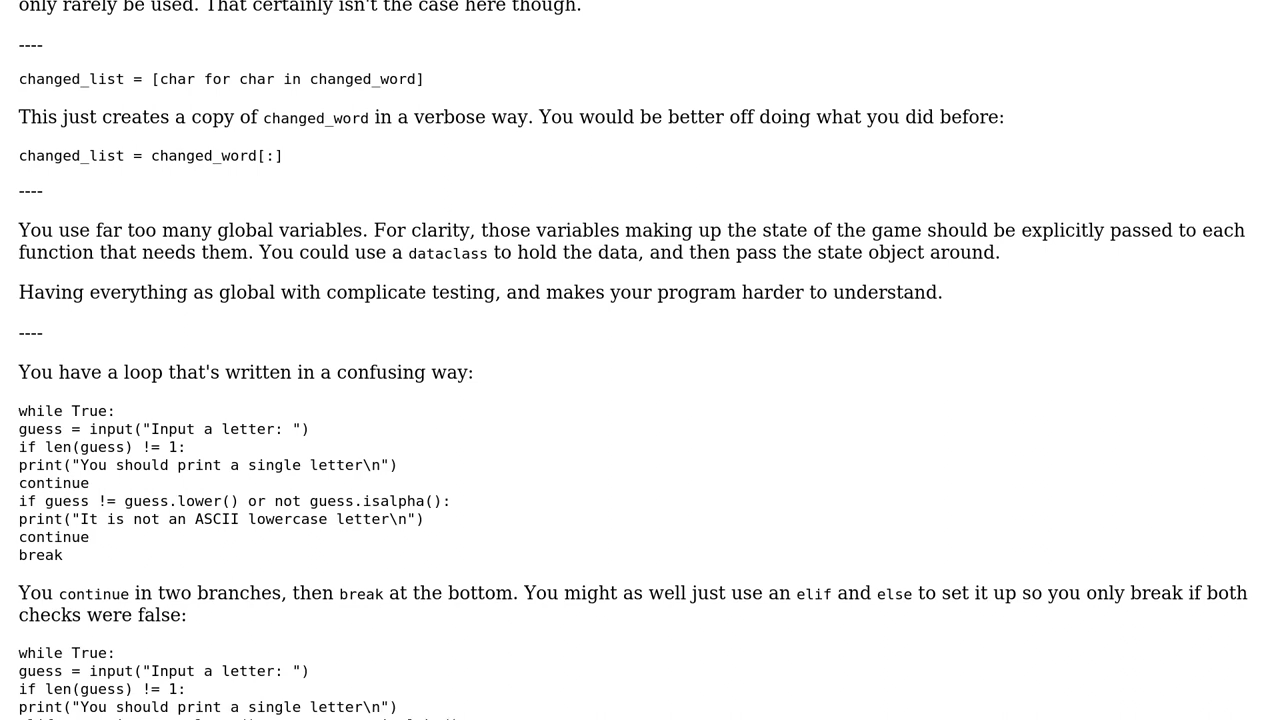 only rarely be used. That certainly isn't the case here though.
----
changed_list = [char for char in changed_word]
This just creates a copy of changed_word in a verbose way. You would be better off doing what you did before:
changed_list = changed_word[:]
----
You use far too many global variables. For clarity, those variables making up the state of the game should be explicitly passed to each
function that needs them. You could use a dataclass to hold the data, and then pass the state object around.
Having everything as global with complicate testing, and makes your program harder to understand.
----
You have a loop that's written in a confusing way:
while True:
guess = input("Input a letter: ")
if len(guess) != 1:
print("You should print a single letter\n")
continue
if guess != guess.lower() or not guess.isalpha():
print("It is not an ASCII lowercase letter\n")
continue
break
You continue in two branches, then break at the bottom. You might as well just use an elif and else to set it up so you only break if both
checks were false:
while True:
guess = input("Input a letter: ")
if len(guess) != 1:
print("You should print a single letter\n")